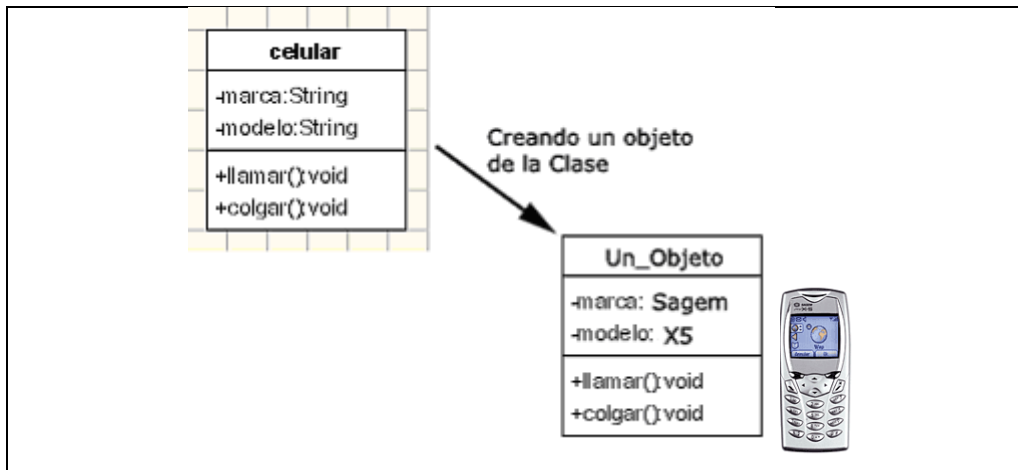 celular
-marca:String
-modelo:String
+llamar():void
+colgar():void
Creando un objeto
de la Clase
Un_Objeto
-marca: Sagem
-modelo: X5
+llamar():void
+colgar():void